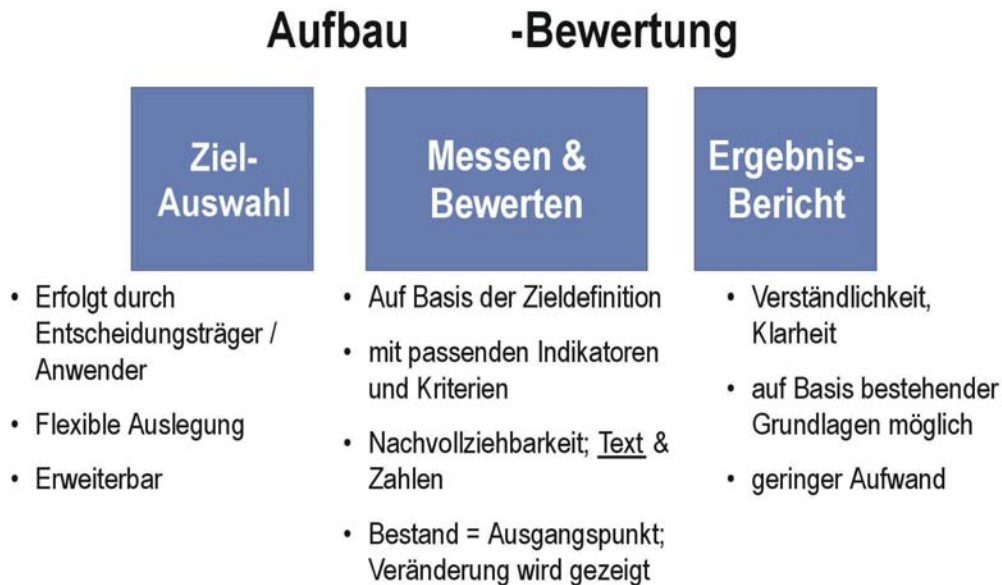 Aufbau -Bewertung
Ziel-
Auswahl
• Erfolgt durch
Entscheidungsträger /
Anwender
• Flexible Auslegung
• Erweiterbar
Messen &
Bewerten
• Auf Basis der Zieldefinition
• mit passenden Indikatoren
und Kriterien
• Nachvollziehbarkeit; Text &
Zahlen
• Bestand = Ausgangspunkt;
Veränderung wird gezeigt
Ergebnis-
Bericht
• Verständlichkeit,
Klarheit
• auf Basis bestehender
Grundlagen möglich
• geringer Aufwand